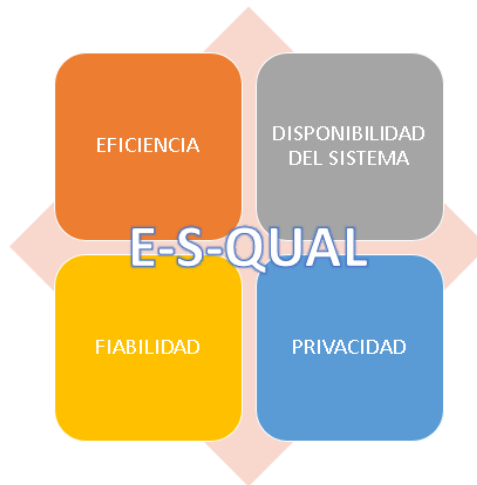 EFICIENCIA
DISPONIBILIDAD
DEL SISTEMA
E-S-QUAL
FIABILIDAD
PRIVACIDAD